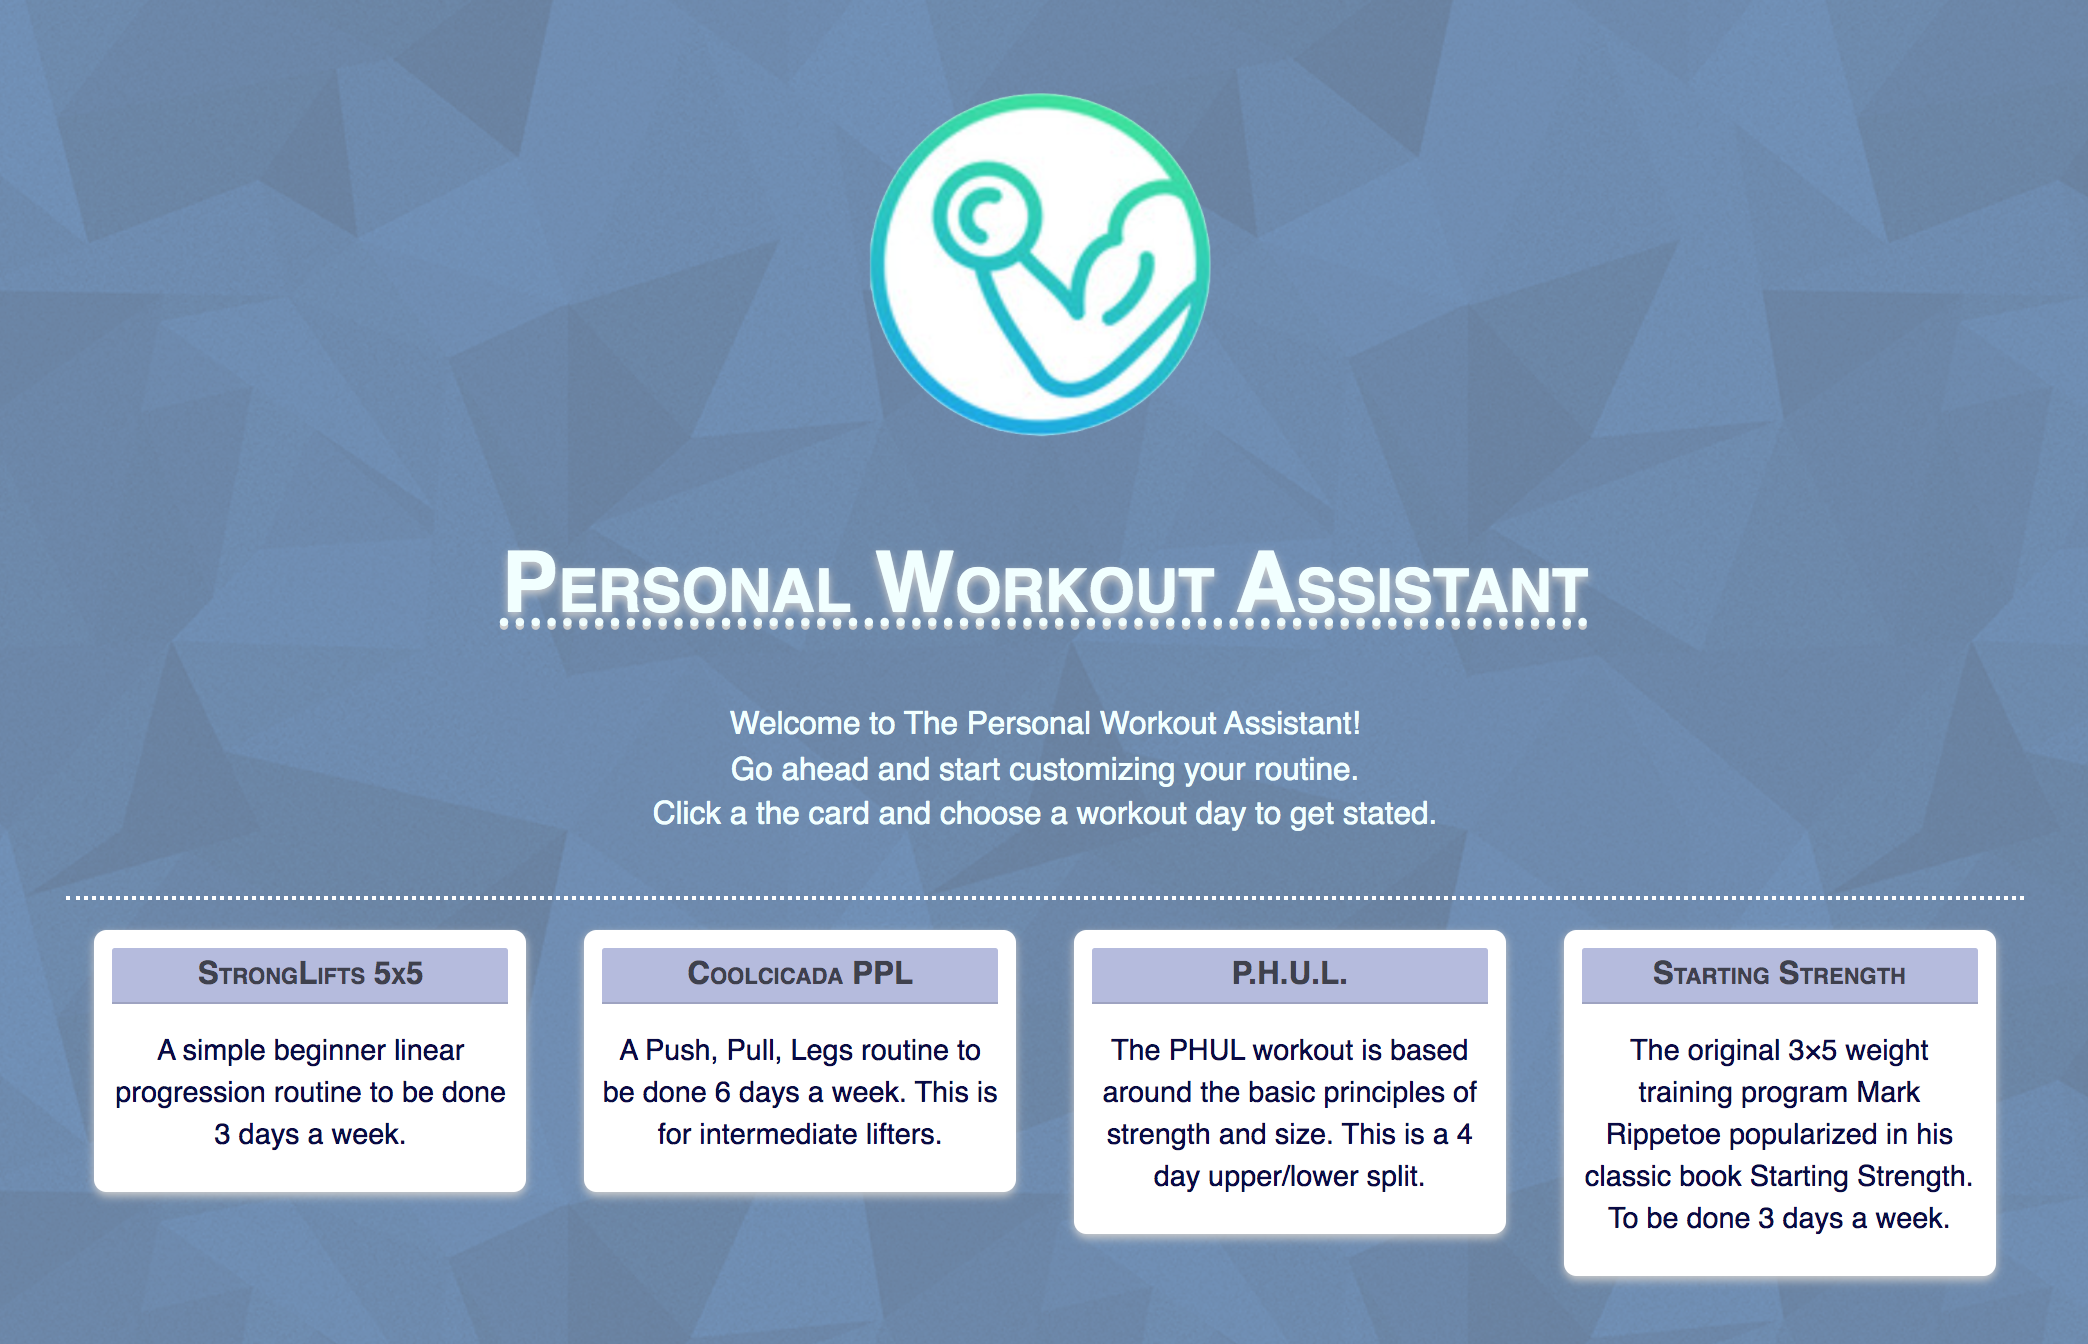 Personal Workout Assistant
Welcome to The Personal Workout Assistant!
Go ahead and start customizing your routine.
Click a the card and choose a workout day to get stated.
StrongLifts 5x5
A simple beginner linear
progression routine to be done
3 days a week.
Coolcicada PPL
A Push, Pull, Legs routine to
be done 6 days a week. This is
for intermediate lifters.
P.H.U.L.
The PHUL workout is based
around the basic principles of
strength and size. This is a 4
day upper/lower split.
Starting Strength
The original 3×5 weight
training program Mark
Rippetoe popularized in his
classic book Starting Strength.
To be done 3 days a week.